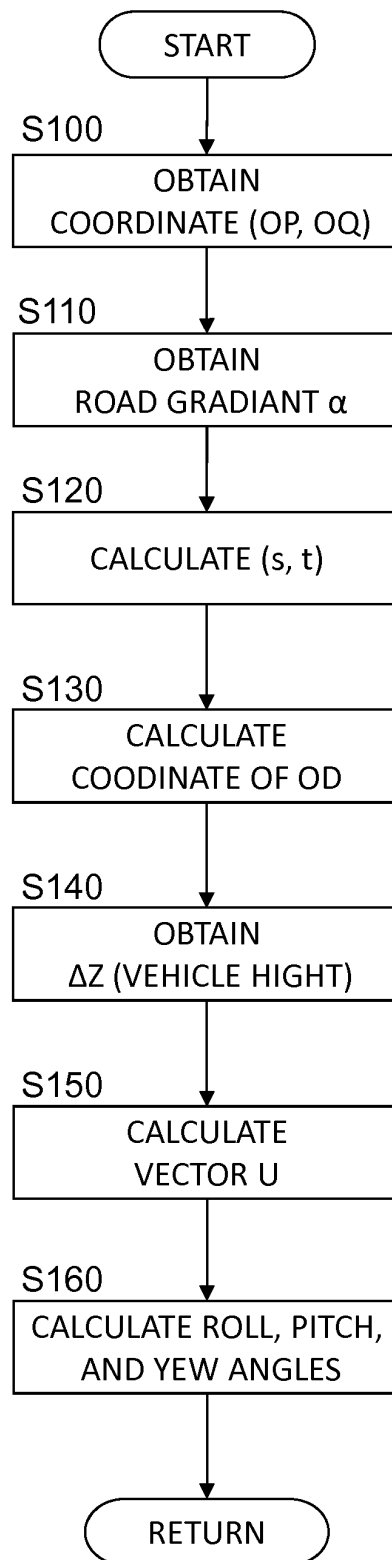 START
S100
OBTAIN
COORDINATE (OP, OQ)
S110
OBTAIN
ROAD GRADIANT α
S120
CALCULATE (s, t)
S130
CALCULATE
COODINATE OF OD
S140
OBTAIN
ΔZ (VEHICLE HIGHT)
S150
CALCULATE
VECTOR U
S160
CALCULATE ROLL, PITCH,
AND YEW ANGLES
RETURN